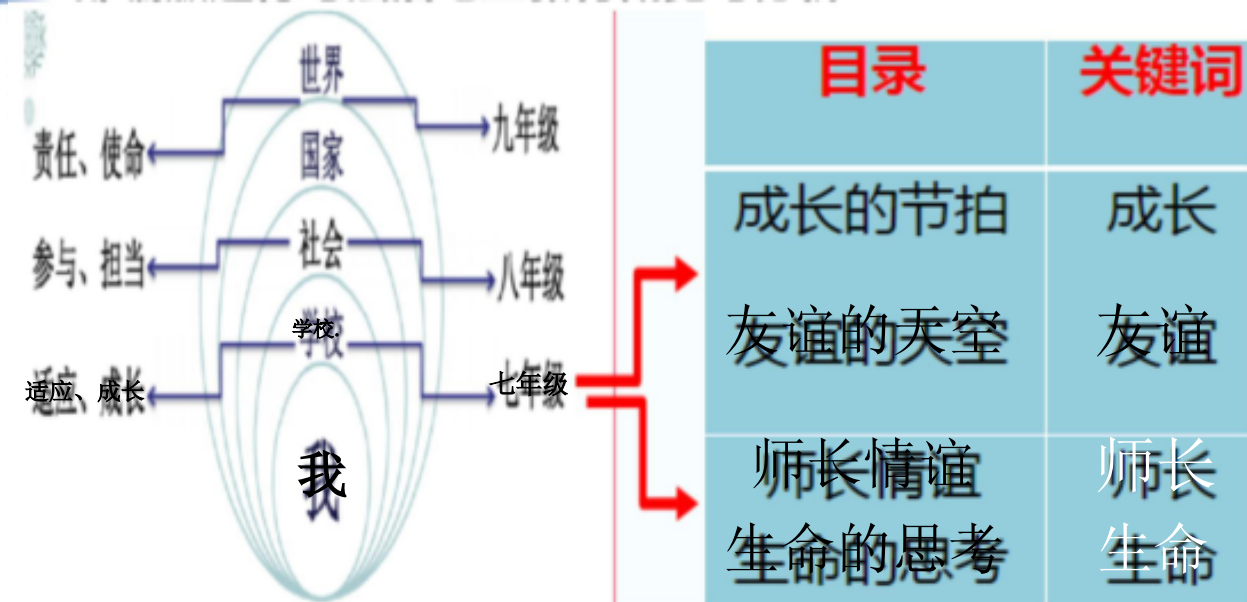 世界
九年级
责任、使命
国家
社会
参与、担当
八年级
学校.
学校
适应、成长
七年级
我
目录 关键词
成长的节拍 成长
友谊的天空 友谊
师长情谊 师长
生命的思考 生命